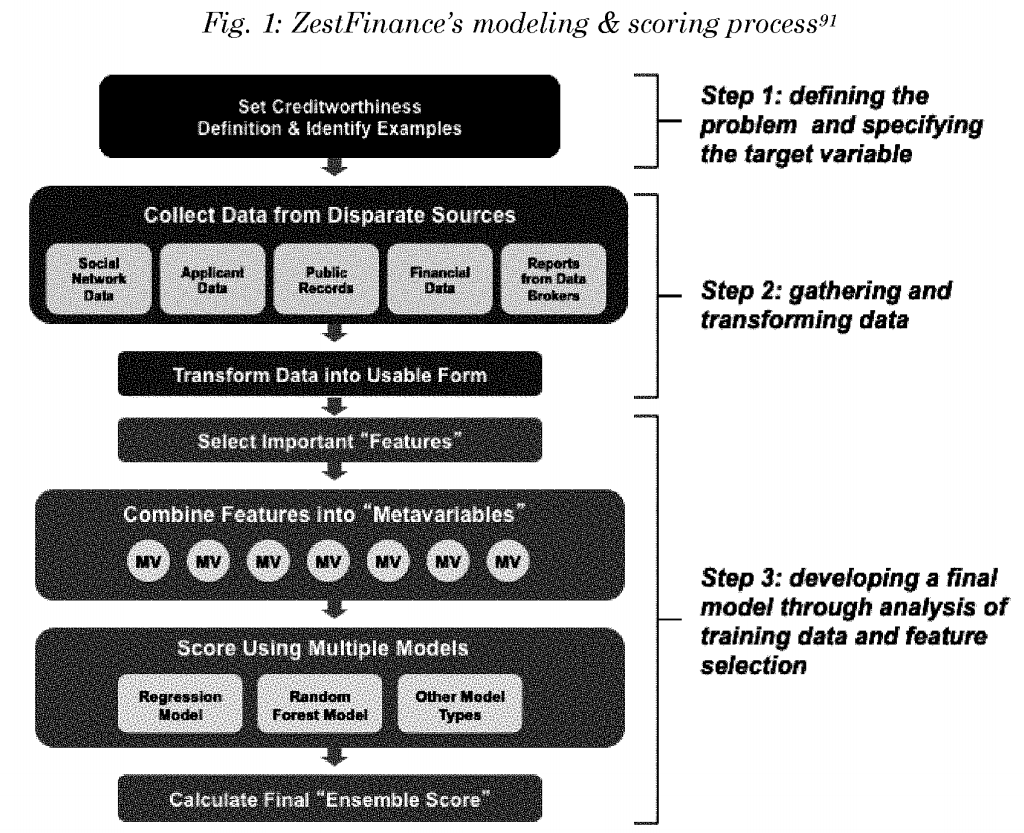 Fig. 1: ZestFinance's modeling & scoring process91
Set Creditworthiness
Definition & Identify Examples
Step 1: defining the
problem and specifying
the target variable
Collect Data from Disparate Sources
Social
Network
Data
Applicant
Data
Public
Records
Financial
Data
Reports
from Data
Brokers
Step 2: gathering and
transforming data
Transform Data into Usable Form
Select Important "Features"
Combine Features into "Metavariables"
MV MV MV MV MV MV MV
Step 3: developing a final
model through analysis of
training data and feature
selection
Score Using Multiple Models
Regression
Model
Random
Forest Model
Other Model
Types
Calculate Final "Ensemble Score"